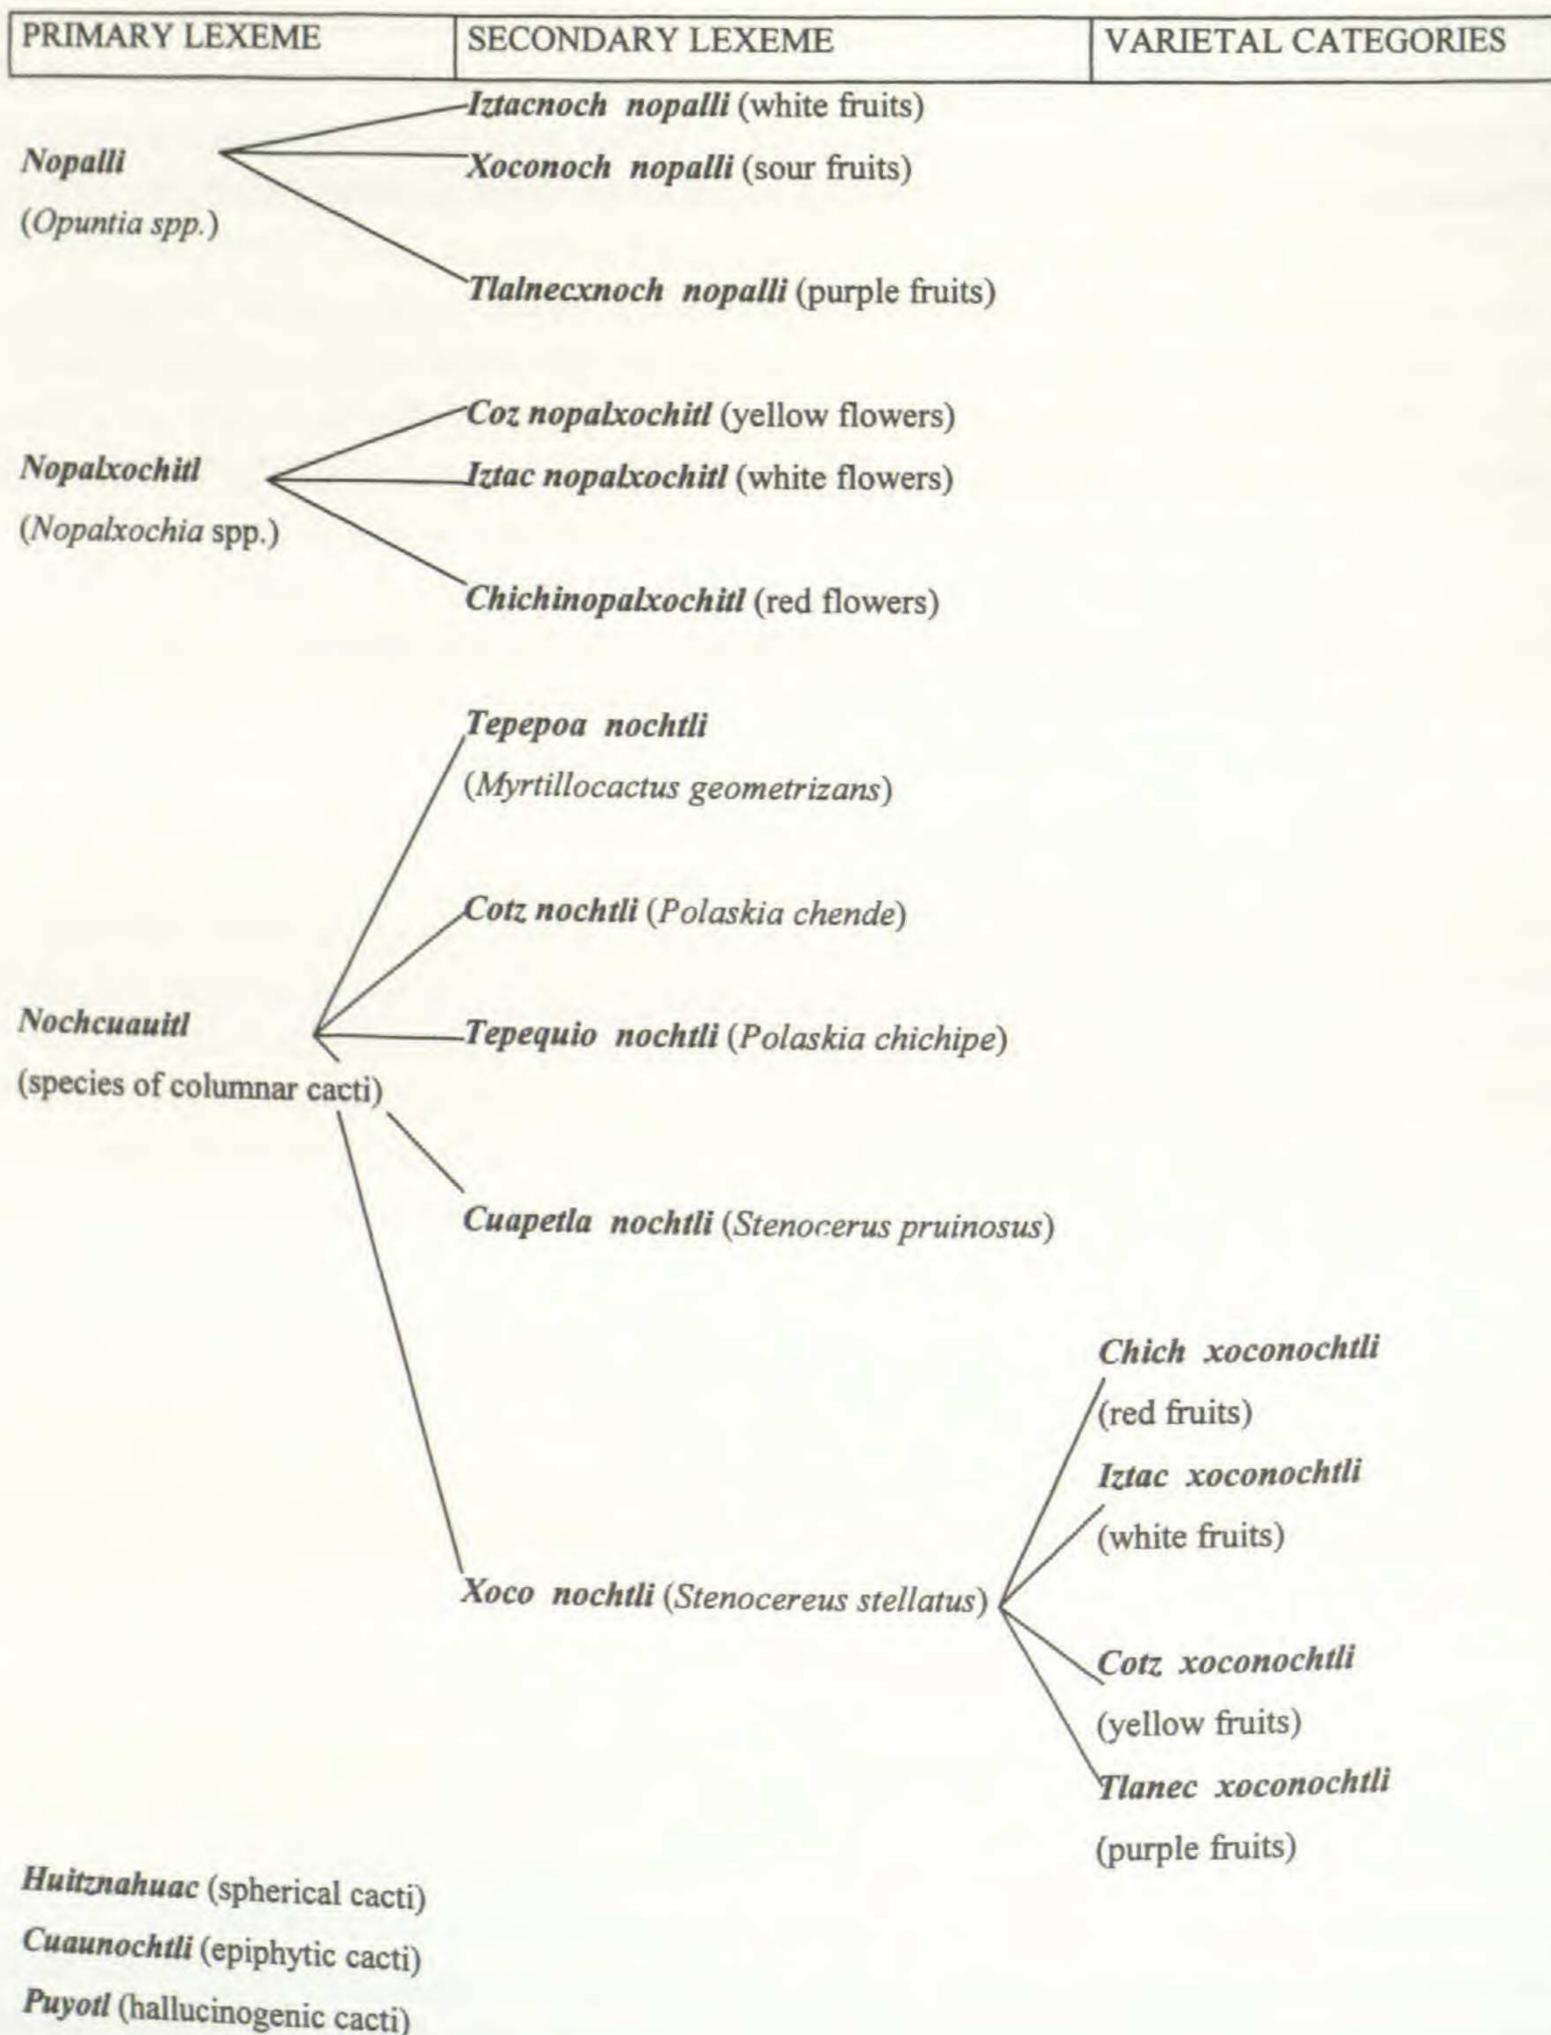 PRIMARY LEXEME SECONDARY LEXEME VARIETAL CATEGORIES
Iztacnoch nopalli (white fruits)
Nopalli Xoconoch nopalli (sour fruits)
(Opuntia spp.)
Tlalnecxnoch nopalli (purple fruits)
Coz nopalxochitl (yellow flowers)
Nopalxochitl Iztac nopalxochitl (white flowers)
(Nopalxochia spp.)
Chichinopalxochitl (red flowers)
Tepepoa nochtli
(Myrtillocactus geometrizans)
Cotz nochtli (Polaskia chende)
Nochcuauitl Tepequio nochtli (Polaskia chichipe)
(species of columnar cacti)
Cuapetla nochtli (Stenocerus pruinosus)
Chich xoconochtli
(red fruits)
Iztac xoconochtli
(white fruits)
Xoco nochtli (Stenocereus stellatus)
Cotz xoconochtli
(yellow fruits)
Tlanec xoconochtli
(purple fruits)
Huitznahuac (spherical cacti)
Cuaunochtli (epiphytic cacti)
Puyotl (hallucinogenic cacti)